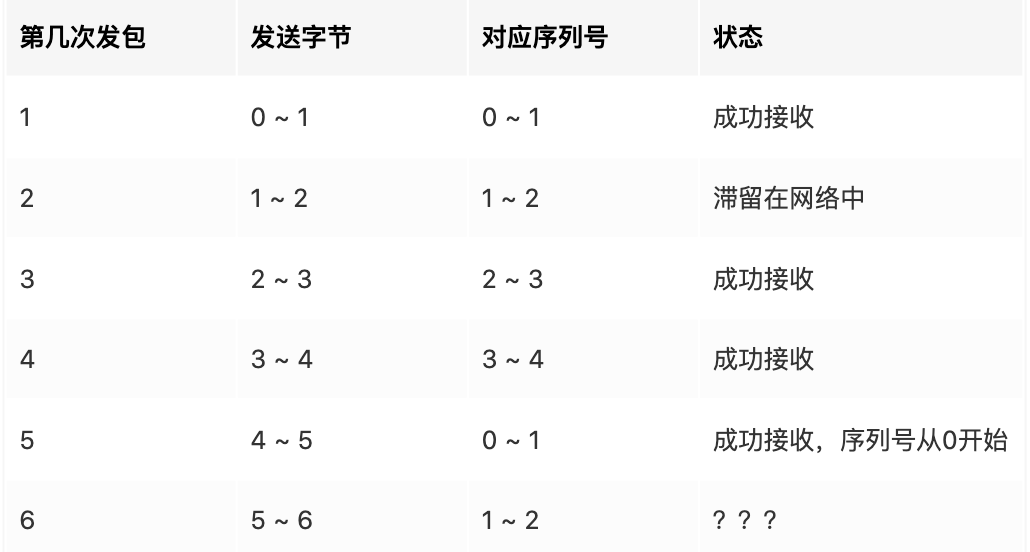 第几次发包 发送字节 对应序列号 状态
1 0 ~ 1 0 ~ 1 成功接收
2 1 ~ 2 1 ~ 2 滞留在网络中
3 2 ~ 3 2 ~ 3 成功接收
4 3 ~ 4 3 ~ 4 成功接收
5 4 ~ 5 0 ~ 1 成功接收，序列号从0开始
6 5 ~ 6 1 ~ 2 ？？？